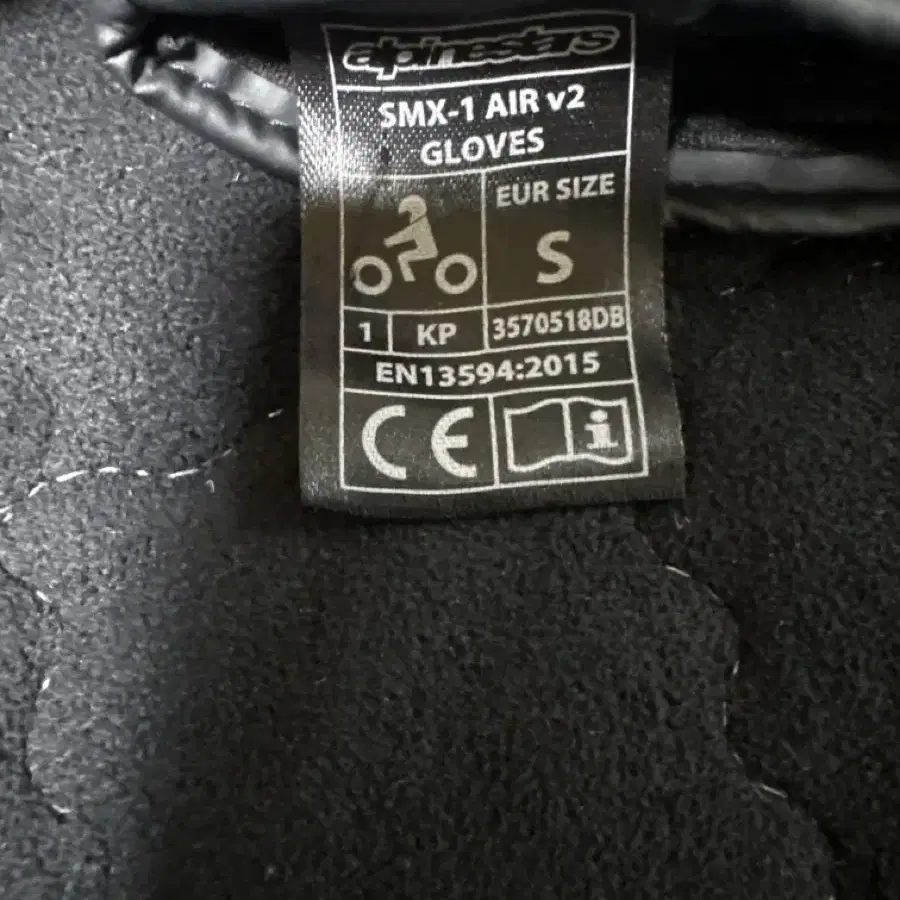 alpinestars
SMX-1 AIR v2
GLOVES
EUR SIZE
S
1 KP 3570518DB
EN13594:2015
CE
i